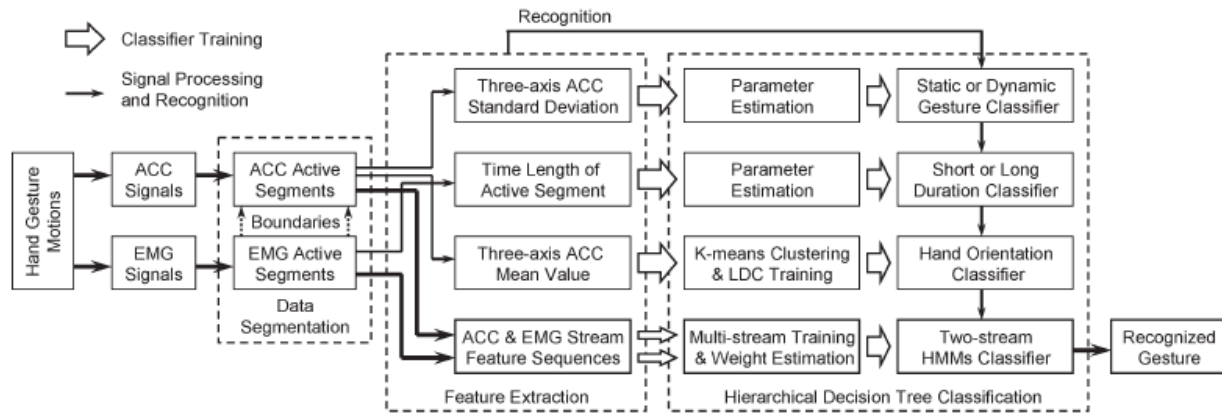 Recognition
Classifier Training
Signal Processing
and Recognition
Hand Gesture
Motions
ACC
Signals
EMG
Signals
ACC Active
Segments
Boundaries
EMG Active
Segments
Data
Segmentation
Three-axis ACC
Standard Deviation
Time Length of
Active Segment
Three-axis ACC
Mean Value
ACC & EMG Stream
Feature Sequences
Feature Extraction
Parameter
Estimation
Parameter
Estimation
K-means Clustering
& LDC Training
Multi-stream Training
& Weight Estimation
Static or Dynamic
Gesture Classifier
Short or Long
Duration Classifier
Hand Orientation
Classifier
Two-stream
HMMs Classifier
Hierarchical Decision Tree Classification
Recognized
Gesture